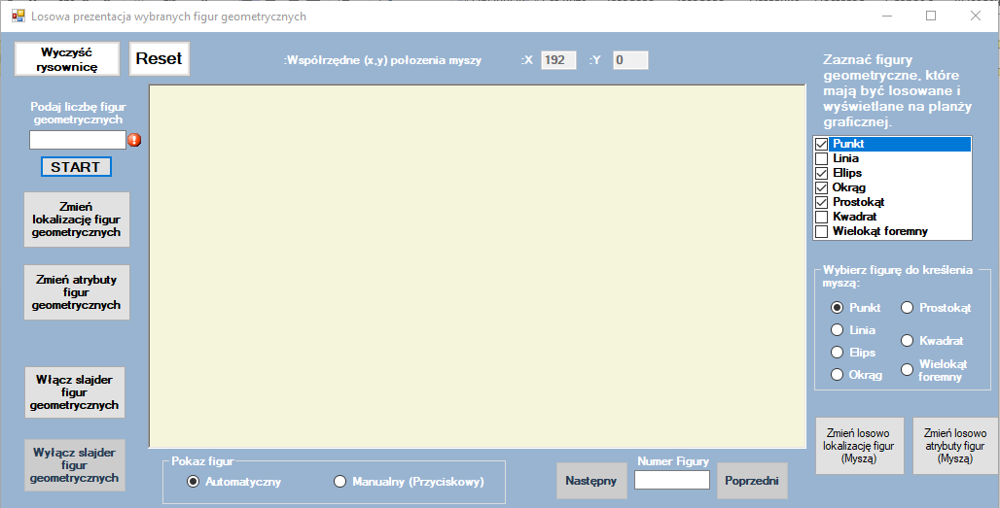 Losowa prezentacja wybranych figur geometrycznych
Wyczyść
rysownicę
Reset
:Współrzędne (x,y) położenia myszy
:X
192
:Y
0
Podaj liczbę figur
geometrycznych
START
Zmień
lokalizację figur
geometrycznych
Zmień atrybuty
figur
geometrycznych
Włącz slajder
figur
geometrycznych
Wyłącz slajder
figur
geometrycznych
Zaznać figury
geometryczne, które
mają być losowane i
wyświetlane na planży
graficznej.
Punkt
Linia
Ellips
Okrąg
Prostokąt
Kwadrat
Wielokąt foremny
Wybierz figurę do kreślenia
myszą:
Punkt
Linia
Elips
Okrąg
Prostokąt
Kwadrat
Wielokąt
foremny
Zmień losowo
lokalizację figur
(Myszą)
Zmień losowo
atrybuty figur
(Myszą)
Pokaz figur
Automatyczny
Manualny (Przyciskowy)
Następny
Numer Figury
Poprzedni